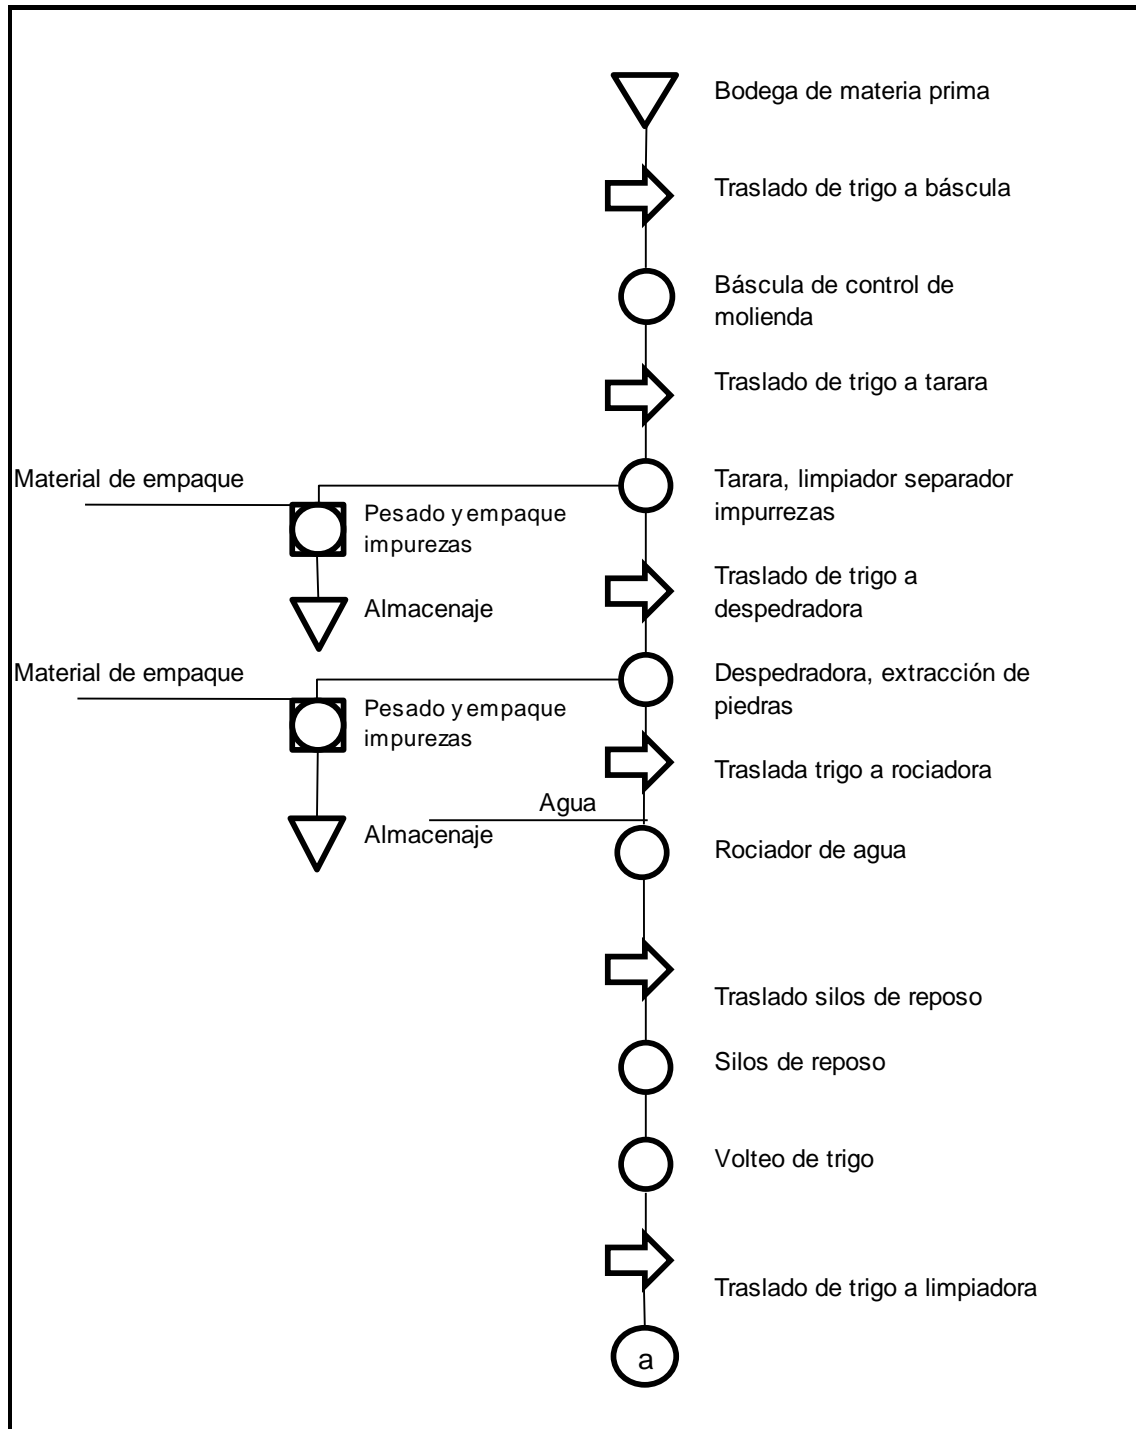 Bodega de materia prima
Traslado de trigo a báscula
Báscula de control de
molienda
Traslado de trigo a tarara
Material de empaque
Tarara, limpiador separador
impurrezas
Pesado y empaque
impurezas
Traslado de trigo a
despedradora
Almacenaje
Material de empaque
Despedradora, extracción de
piedras
Pesado y empaque
impurezas
Traslada trigo a rociadora
Agua
Almacenaje
Rociador de agua
Traslado silos de reposo
Silos de reposo
Volteo de trigo
Traslado de trigo a limpiadora
a